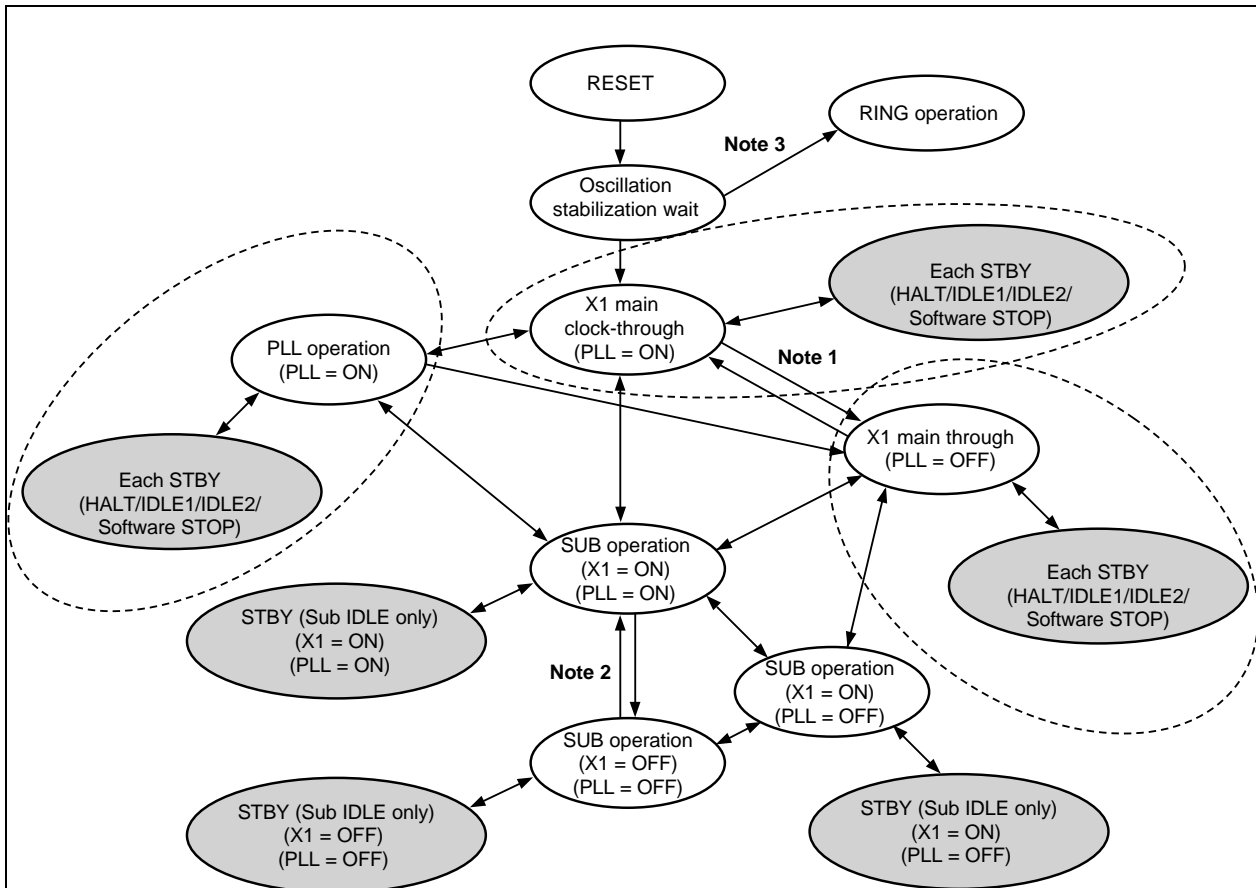 RESET
RING operation
Note 3
Oscillation
stabilization wait
Each STBY
(HALT/IDLE1/IDLE2/
Software STOP)
X1 main
clock-through
(PLL = ON)
PLL operation
(PLL = ON)
Note 1
X1 main through
(PLL = OFF)
Each STBY
(HALT/IDLE1/IDLE2/
Software STOP)
SUB operation
(X1 = ON)
(PLL = ON)
Each STBY
(HALT/IDLE1/IDLE2/
Software STOP)
STBY (Sub IDLE only)
(X1 = ON)
(PLL = ON)
Note 2
SUB operation
(X1 = ON)
(PLL = OFF)
SUB operation
(X1 = OFF)
(PLL = OFF)
STBY (Sub IDLE only)
(X1 = OFF)
(PLL = OFF)
STBY (Sub IDLE only)
(X1 = ON)
(PLL = OFF)